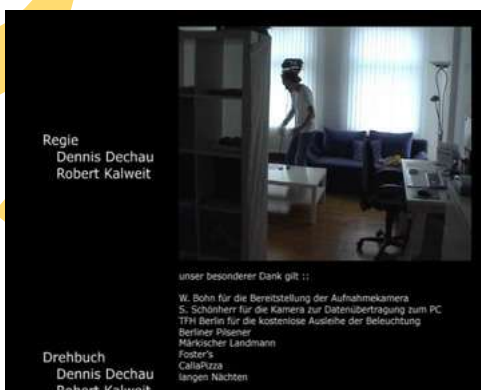 Regie
Dennis Dechau
Robert Kalweit
unser besonderer Dank gilt ::
W. Bohn für die Bereitstellung der Aufnahmekamera
S. Schönherr für die Kamera zur Datenübertragung zum PC
TFH Berlin für die kostenlose Ausleihe der Beleuchtung
Berliner Pilsener
Märkischer Landmann
Foster's
CallaPizza
langen Nächten
Drehbuch
Dennis Dechau
Robert Kalweit